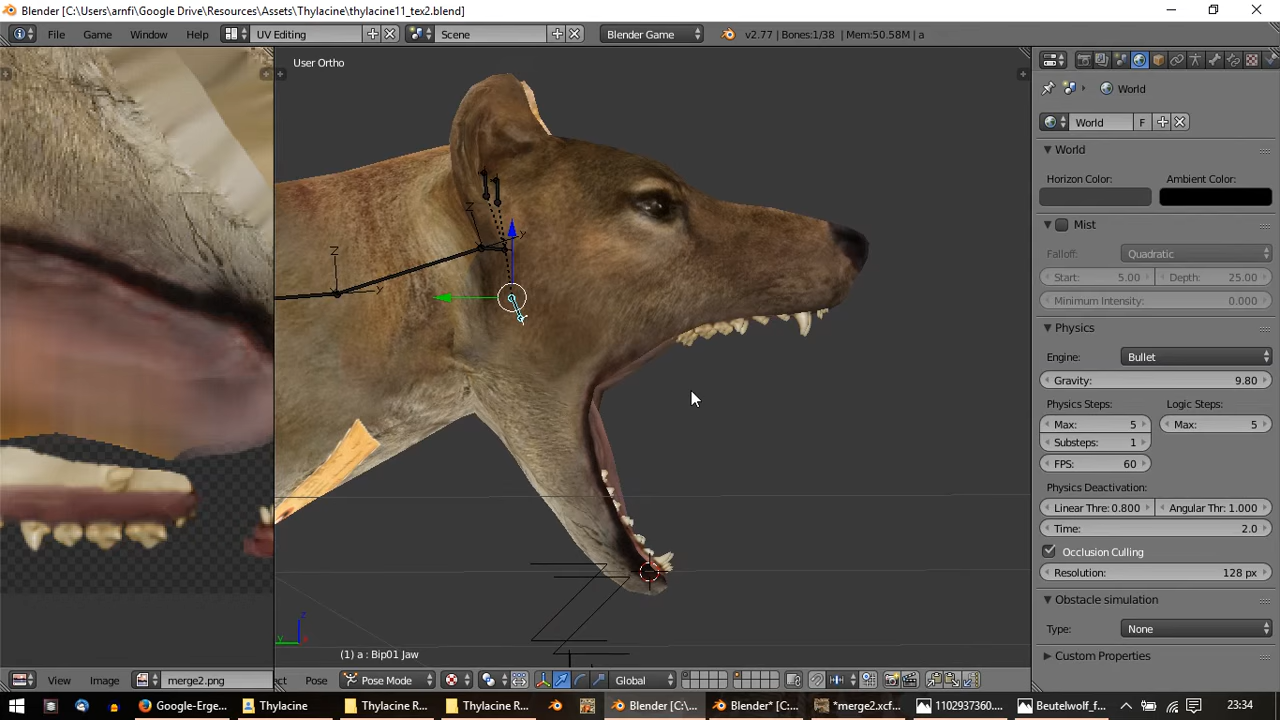 Blender [C:\Users\arnfi\Google Drive\Resources\Assets\Thylacine\thylacine11_tex2.blend]
File Game Window Help UV Editing Scene Blender Game v2.77 | Bones:1/38 | Mem:50.58M | a
User Ortho
World
World F
World
Horizon Color: Ambient Color:
Mist
Falloff: Quadratic
Start: 5.00 Depth: 25.00
Minimum Intensity: 0.000
Physics
Engine: Bullet
Gravity: 9.80
Physics Steps: Logic Steps:
Max: 5 Max: 5
Substeps: 1
FPS: 60
Physics Deactivation:
Linear Thre: 0.800 Angular Thr: 1.000
Time: 2.0
Occlusion Culling
Resolution: 128 px
Obstacle simulation
Type: None
Custom Properties
Z
Z
y
y
z
y
(1) a : Bip01 Jaw
View Image merge2.png ect Pose Pose Mode Global
Google-Erge... Thylacine Thylacine R... Thylacine R... Blender [C:\... Blender* [C:... *merge2.xcf... 1102937360.... Beutelwolf_f... 23:34